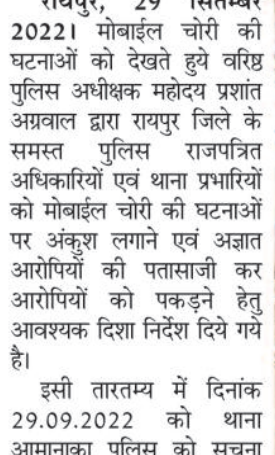 रायपुर, 29 सितम्बर
2022। मोबाईल चोरी की
घटनाओं को देखते हुये वरिष्ठ
पुलिस अधीक्षक महोदय प्रशांत
अग्रवाल द्वारा रायपुर जिले के
समस्त पुलिस राजपत्रित
अधिकारियों एवं थाना प्रभारियों
को मोबाईल चोरी की घटनाओं
पर अंकुश लगाने एवं अज्ञात
आरोपियों की पतासाजी कर
आरोपियों को पकड़ने हेतु
आवश्यक दिशा निर्देश दिये गये
है।
इसी तारतम्य में दिनांक
29.09.2022 को थाना
आमानाका पुलिस को सूचना